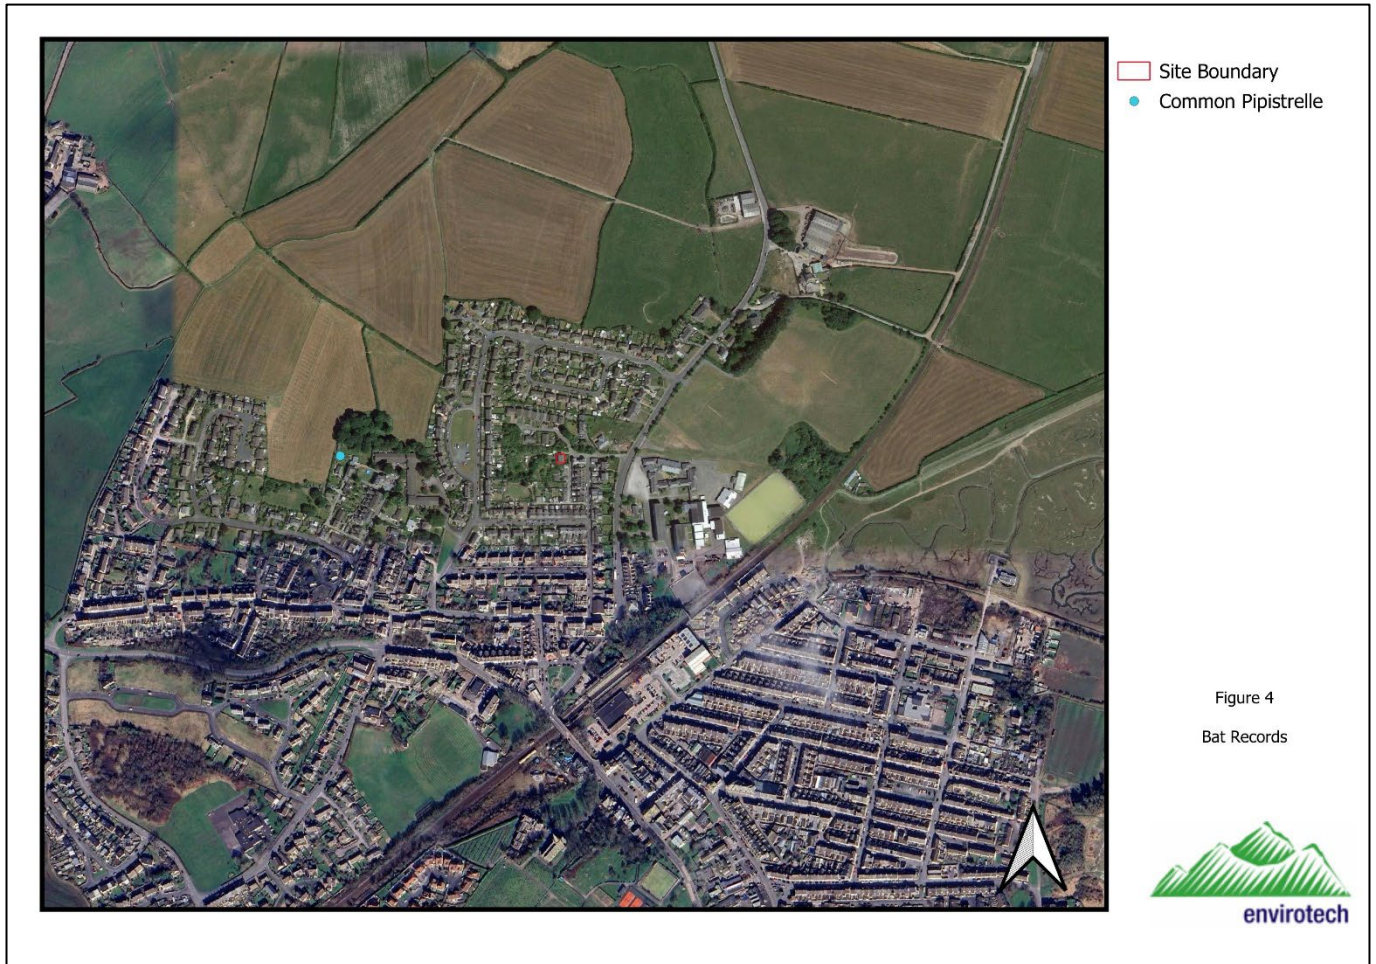 Site Boundary
Common Pipistrelle
Figure 4
Bat Records
envirotech